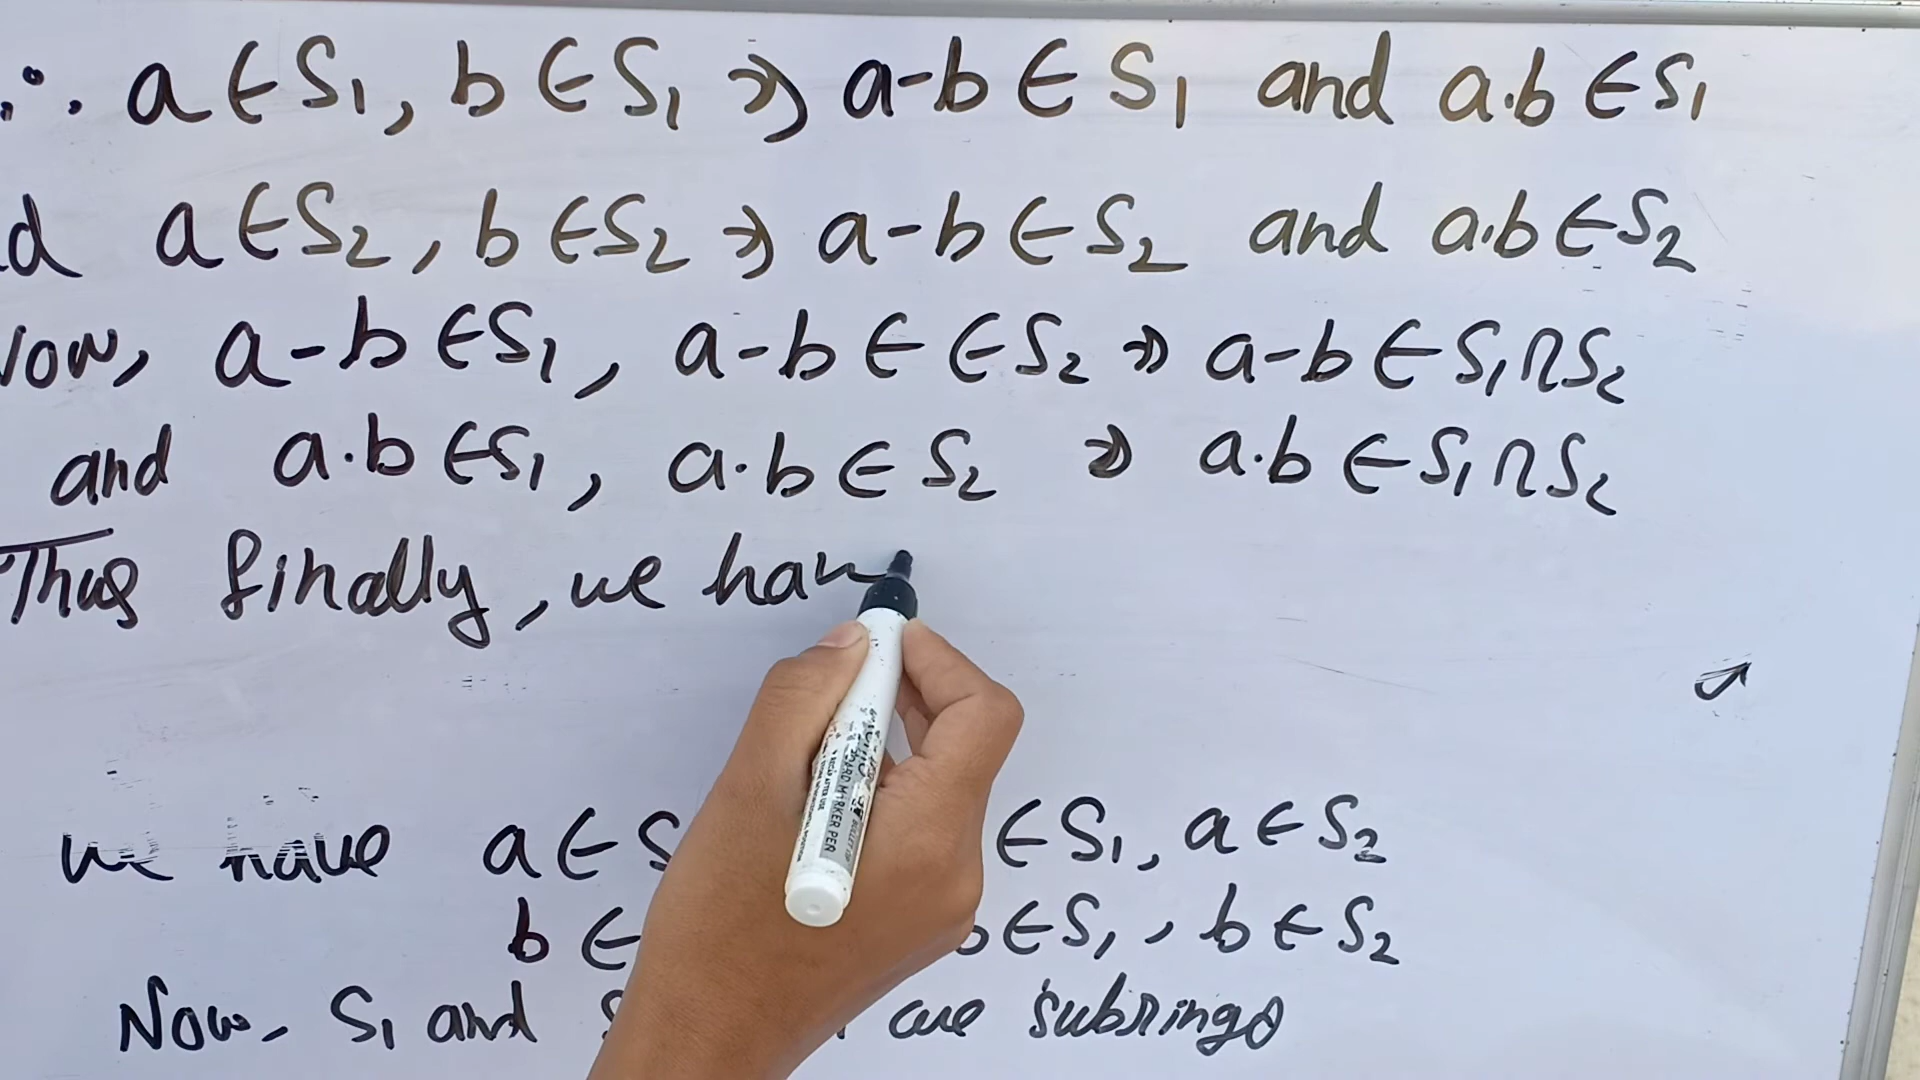 ∴ a ∈ S₁, b ∈ S₁ ⇒ a-b ∈ S₁ and a.b ∈ S₁
d a ∈ S₂, b ∈ S₂ ⇒ a-b ∈ S₂ and a.b ∈ S₂
Now, a-b ∈ S₁, a-b ∈ ∈ S₂ ⇒ a-b ∈ S₁∩S₂
and a.b ∈ S₁, a.b ∈ S₂ ⇒ a.b ∈ S₁∩S₂
Thus finally, we hav
we have a ∈ S ∈ S₁, a ∈ S₂
b ∈ b ∈ S₁, b ∈ S₂
Now, S₁ and are subrings